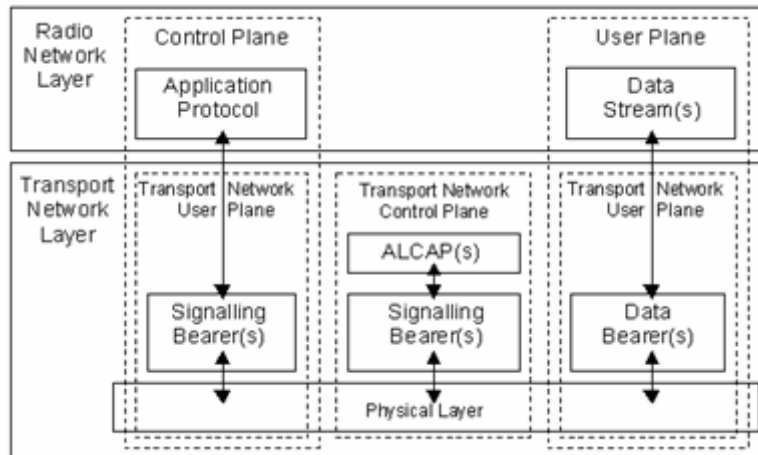 Radio
Network
Layer
Control Plane
User Plane
Application
Protocol
Data
Stream(s)
Transport
Network
Layer
Transport Network
User Plane
Transport Network
Control Plane
Transport Network
User Plane
ALCAP(s)
Signalling
Bearer(s)
Signalling
Bearer(s)
Data
Bearer(s)
Physical Layer